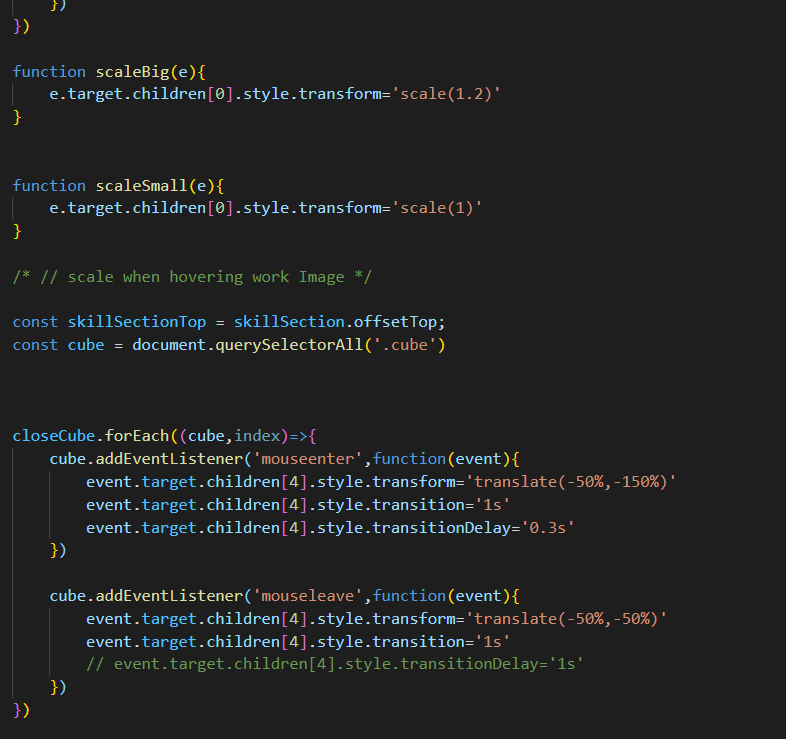 })
})
function scaleBig(e){
e.target.children[0].style.transform='scale(1.2)'
}
function scaleSmall(e){
e.target.children[0].style.transform='scale(1)'
}
/* // scale when hovering work Image */
const skillSectionTop = skillSection.offsetTop;
const cube = document.querySelectorAll('.cube')
closeCube.forEach((cube,index)=>{
cube.addEventListener('mouseenter',function(event){
event.target.children[4].style.transform='translate(-50%,-150%)'
event.target.children[4].style.transition='1s'
event.target.children[4].style.transitionDelay='0.3s'
})
cube.addEventListener('mouseleave',function(event){
event.target.children[4].style.transform='translate(-50%,-50%)'
event.target.children[4].style.transition='1s'
// event.target.children[4].style.transitionDelay='1s'
})
})